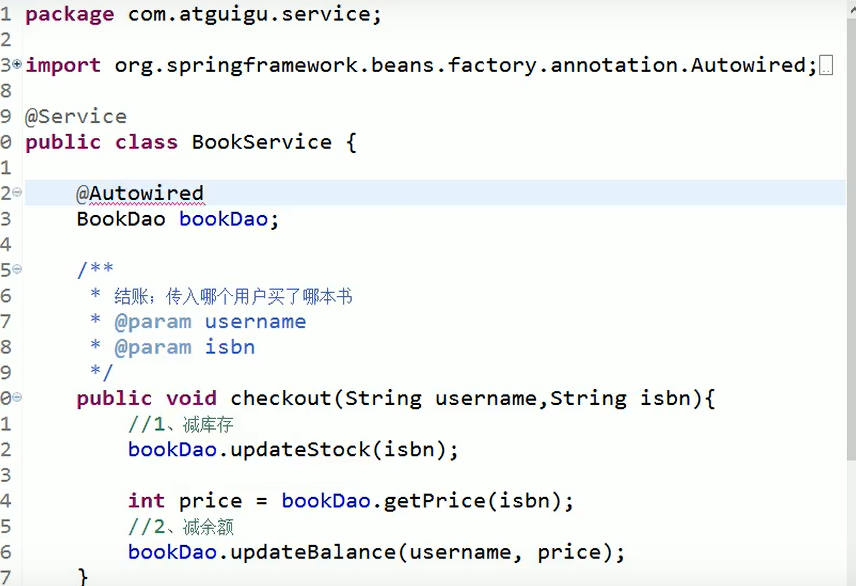 1 package com.atguigu.service;
2
3 import org.springframework.beans.factory.annotation.Autowired;
8
9 @Service
0 public class BookService {
1
2 @Autowired
3 BookDao bookDao;
4
5 /**
6 * 结账；传入哪个用户买了哪本书
7 * @param username
8 * @param isbn
9 */
0 public void checkout(String username,String isbn){
1 //1、减库存
2 bookDao.updateStock(isbn);
3
4 int price = bookDao.getPrice(isbn);
5 //2、减余额
6 bookDao.updateBalance(username, price);
7 }